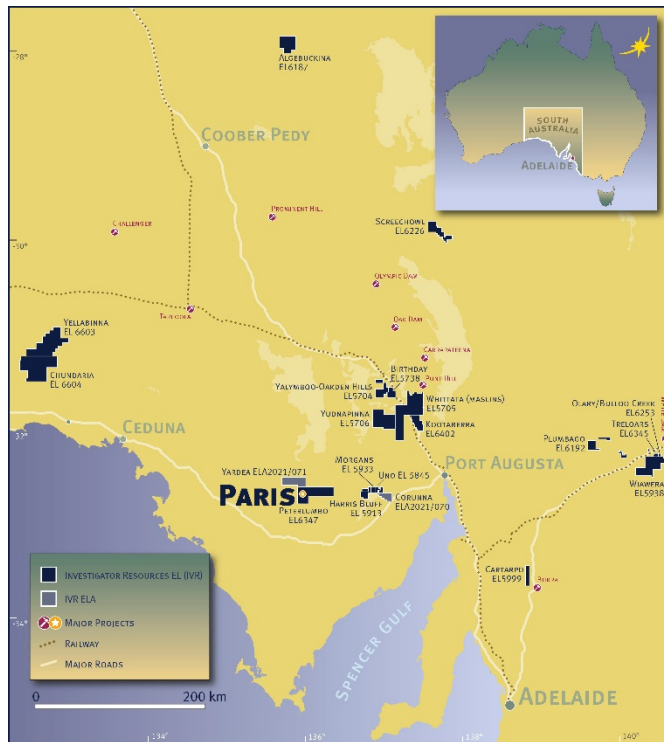 -28°
Algebuckina
EL6187
SOUTH
AUSTRALIA
ADELAIDE
COOBER PEDY
Challenger
Prominent Hill
Screechowl
EL6226
-30°
Olympic Dam
Tarcoola
Oak Dam
Yellabinna
EL 6603
Chundaria
EL 6604
Carrapateena
Birthday
EL5738
Yalymboo-Oakden Hills
EL5704
Punt Hill
Whittata (Maslins)
EL5705
Yudnapinna
EL5706
Kootaberra
EL6402
Olary/Bulloo Creek
EL6253
Treloars
EL6345
Plumbago
EL6192
Wiawera
EL5938
-32°
CEDUNA
PORT AUGUSTA
Morgans
EL 5933
Uno EL 5845
Yardea ELA2021/071
PARIS
Peterlumbo
EL6347
Harris Bluff
EL 5913
Corunna
ELA2021/070
Cartarpo
EL5999
Burra
Investigator Resources EL (IVR)
IVR ELA
Major Projects
Railway
Major Roads
-34°
Spencer Gulf
0 200 km
ADELAIDE
134° 136° 138° 140°